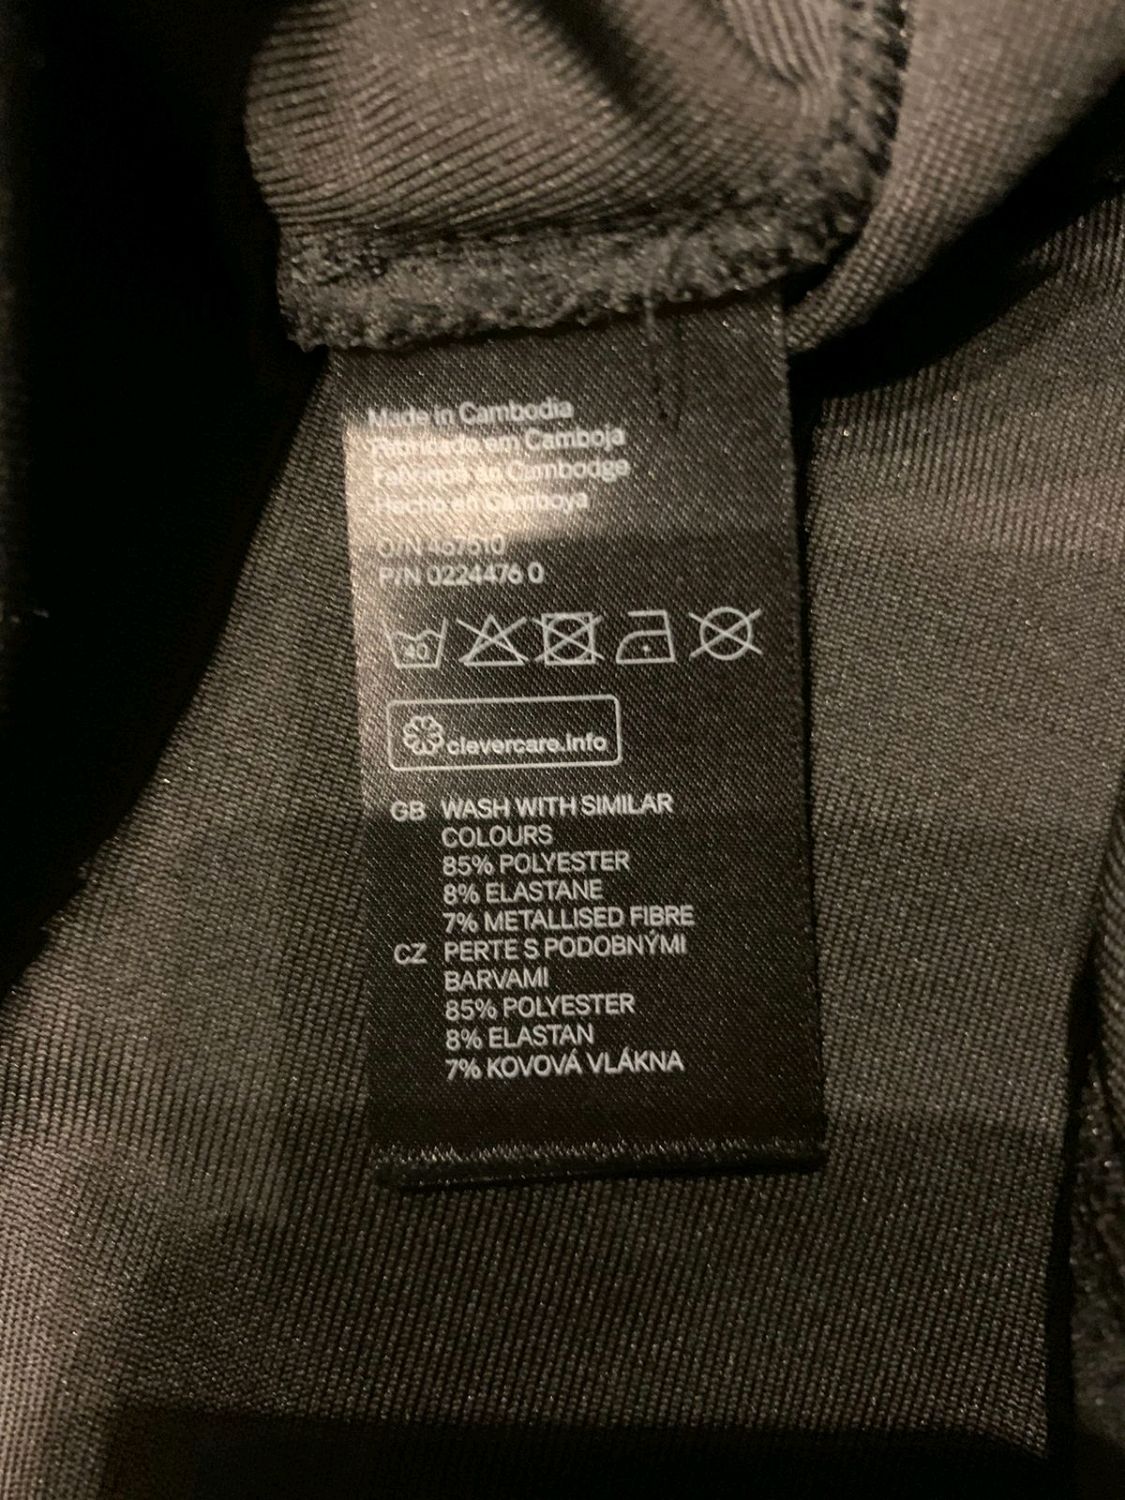 Made in Cambodia
Fabricado em Camboja
Fabriqué au Cambodge
Hecho en Camboya
O/N 467510
P/N 0224476 0
40
clevercare.info
GB WASH WITH SIMILAR
COLOURS
85% POLYESTER
8% ELASTANE
7% METALLISED FIBRE
CZ PERTE S PODOBNÝMI
BARVAMI
85% POLYESTER
8% ELASTAN
7% KOVOVÁ VLÁKNA